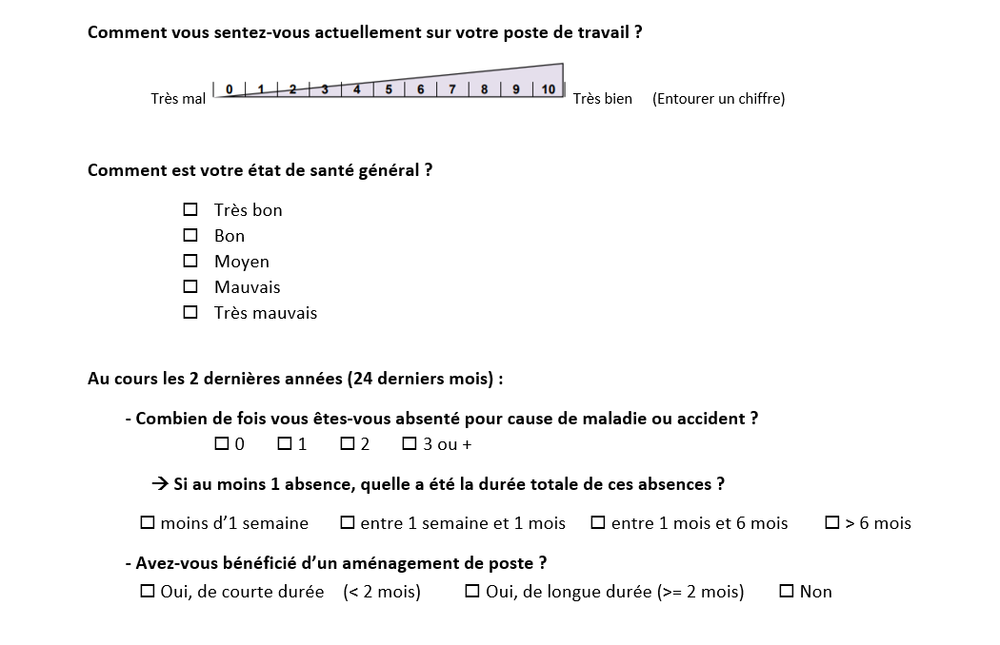 Comment vous sentez-vous actuellement sur votre poste de travail ?
Très mal 0 1 2 3 4 5 6 7 8 9 10 Très bien (Entourer un chiffre)
Comment est votre état de santé général ?
☐ Très bon
☐ Bon
☐ Moyen
☐ Mauvais
☐ Très mauvais
Au cours les 2 dernières années (24 derniers mois) :
- Combien de fois vous êtes-vous absenté pour cause de maladie ou accident ?
☐ 0 ☐ 1 ☐ 2 ☐ 3 ou +
→ Si au moins 1 absence, quelle a été la durée totale de ces absences ?
☐ moins d’1 semaine ☐ entre 1 semaine et 1 mois ☐ entre 1 mois et 6 mois ☐ > 6 mois
- Avez-vous bénéficié d’un aménagement de poste ?
☐ Oui, de courte durée (< 2 mois) ☐ Oui, de longue durée (>= 2 mois) ☐ Non